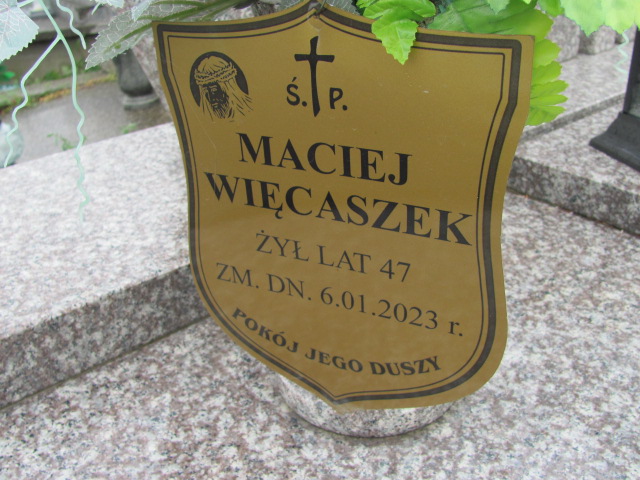 Ś. P.
MACIEJ
WIĘCASZEK
ŻYŁ LAT 47
ZM. DN. 6.01.2023 r.
POKÓJ JEGO DUSZY